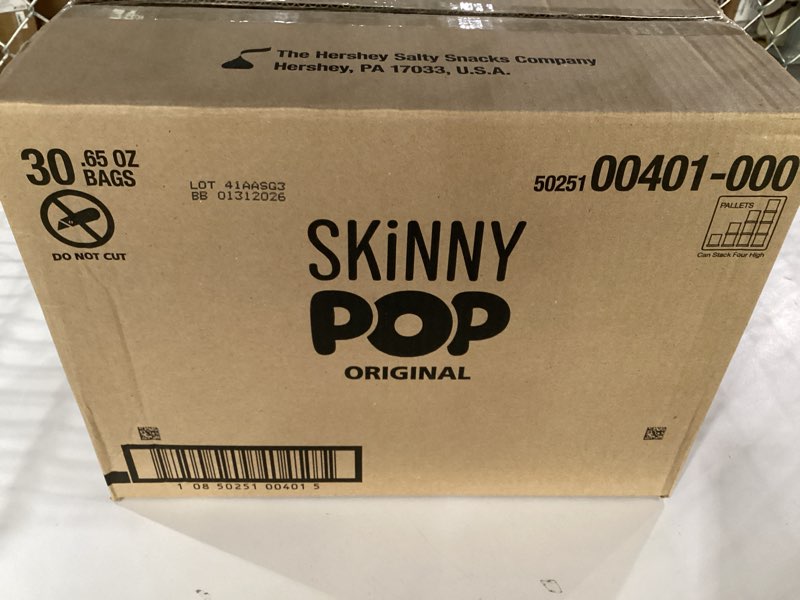 The Hershey Salty Snacks Company
Hershey, PA 17033, U.S.A.
30 .65 OZ BAGS
LOT 41AASG3
BB 01312026
50251 00401-000
DO NOT CUT
PALLETS
Can Stack Four High
SKiNNY
POP
ORIGINAL
1 08 50251 00401 5